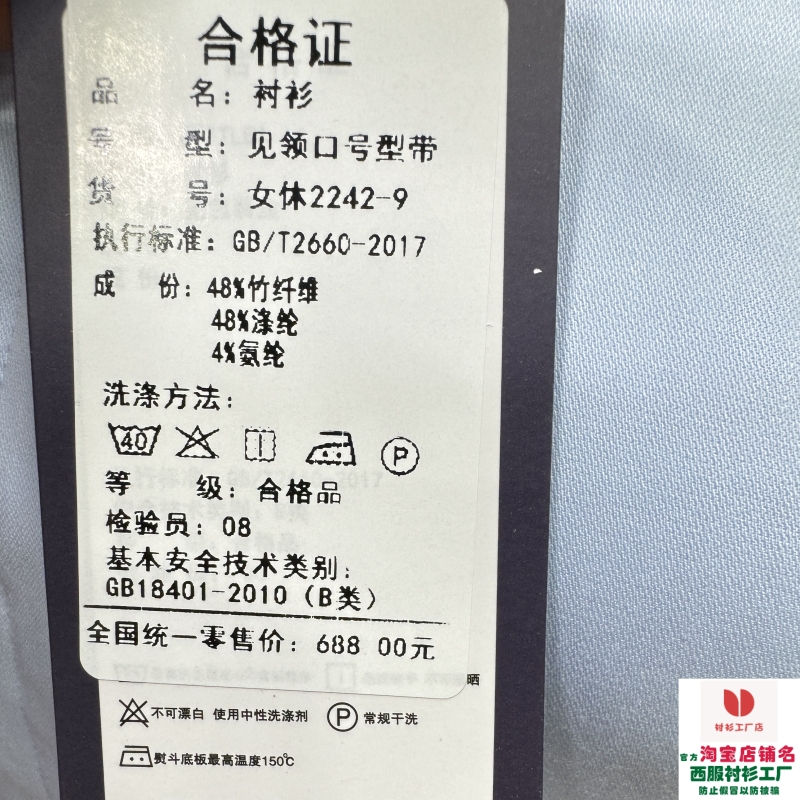 合格证
品 名：衬衫
号 型：见领口号型带
货 号：女休2242-9
执行标准：GB/T2660-2017
成 份：48%竹纤维
48%涤纶
4%氨纶
洗涤方法：
40
P
等 级：合格品
检验员：08
基本安全技术类别：
GB18401-2010（B类）
全国统一零售价：688 00元
晒
不可漂白 使用中性洗涤剂 P 常规干洗
熨斗底板最高温度150℃
衬衫工厂店
官方 淘宝店铺名
西服衬衫工厂
防止假冒以防被骗